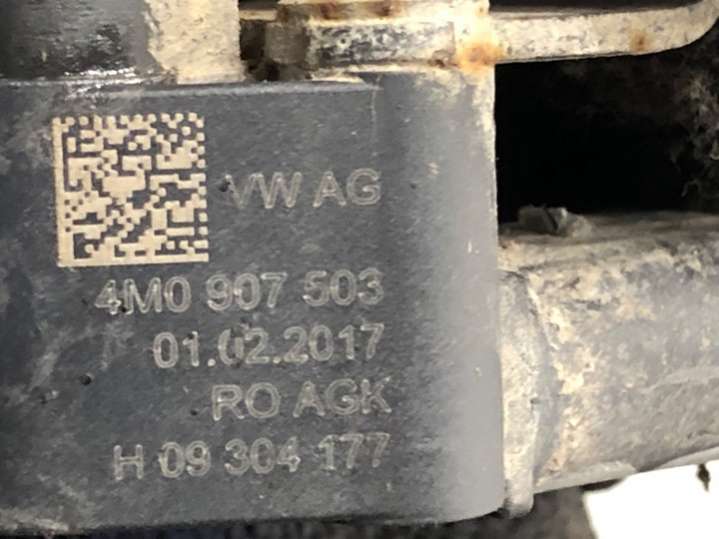 VW AG
4M0 907 503
01.02.2017
RO AGK
H 09 304 177